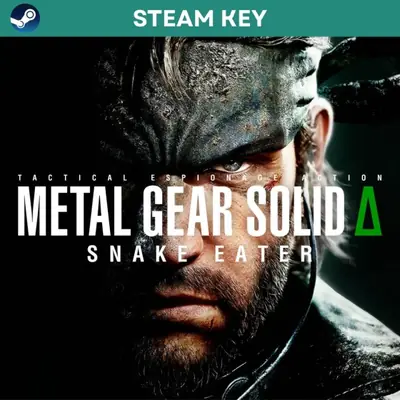 STEAM KEY
TACTICAL ESPIONAGE ACTION
METAL GEAR SOLID Δ
SNAKE EATER